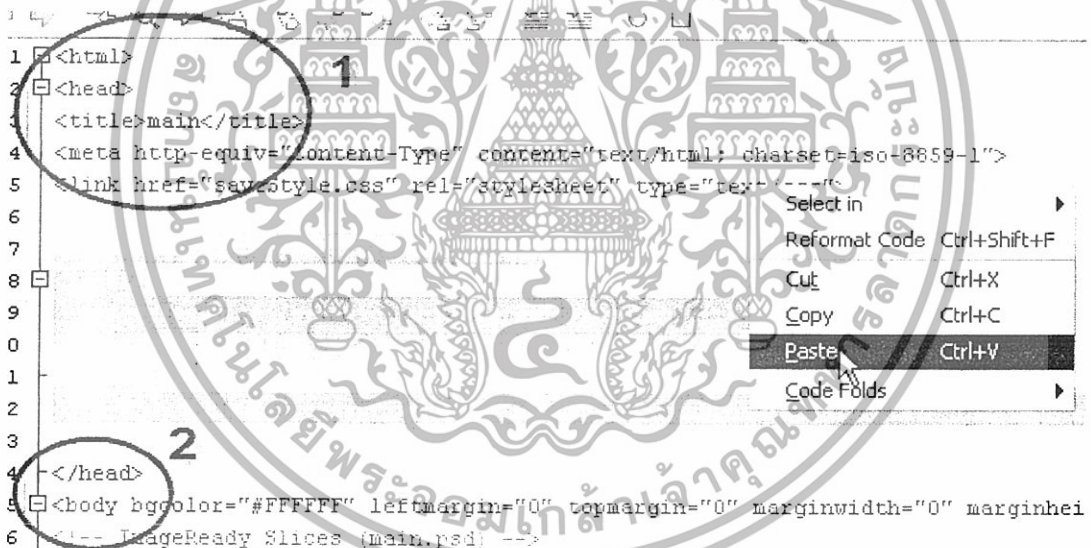 1 <html>
2 <head>
<title>main</title>
4 <meta http-equiv="Content-Type" content="text/html; charset=iso-8859-1">
5 <link href="saveStyle.css" rel="stylesheet" type="text
6
7
8
9
0
1
2
3
4 </head>
5 <body bgcolor="#FFFFFF" leftmargin="0" topmargin="0" marginwidth="0" marginhei
6 <!-- ImageReady Slices (main.psd) -->
1
2
Select in
Reformat Code Ctrl+Shift+F
Cut Ctrl+X
Copy Ctrl+C
Paste Ctrl+V
Code Folds